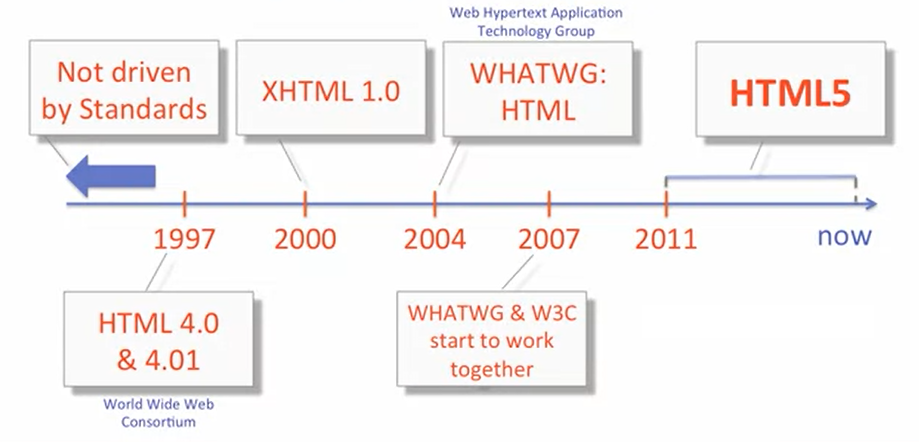 Web Hypertext Application
Technology Group
Not driven
by Standards
XHTML 1.0
WHATWG:
HTML
HTML5
1997
2000
2004
2007
2011
now
HTML 4.0
& 4.01
World Wide Web
Consortium
WHATWG & W3C
start to work
together